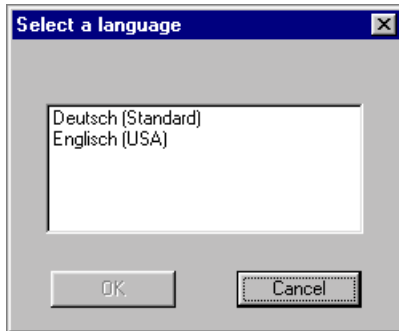 Select a language
Deutsch (Standard)
Englisch (USA)
OK
Cancel